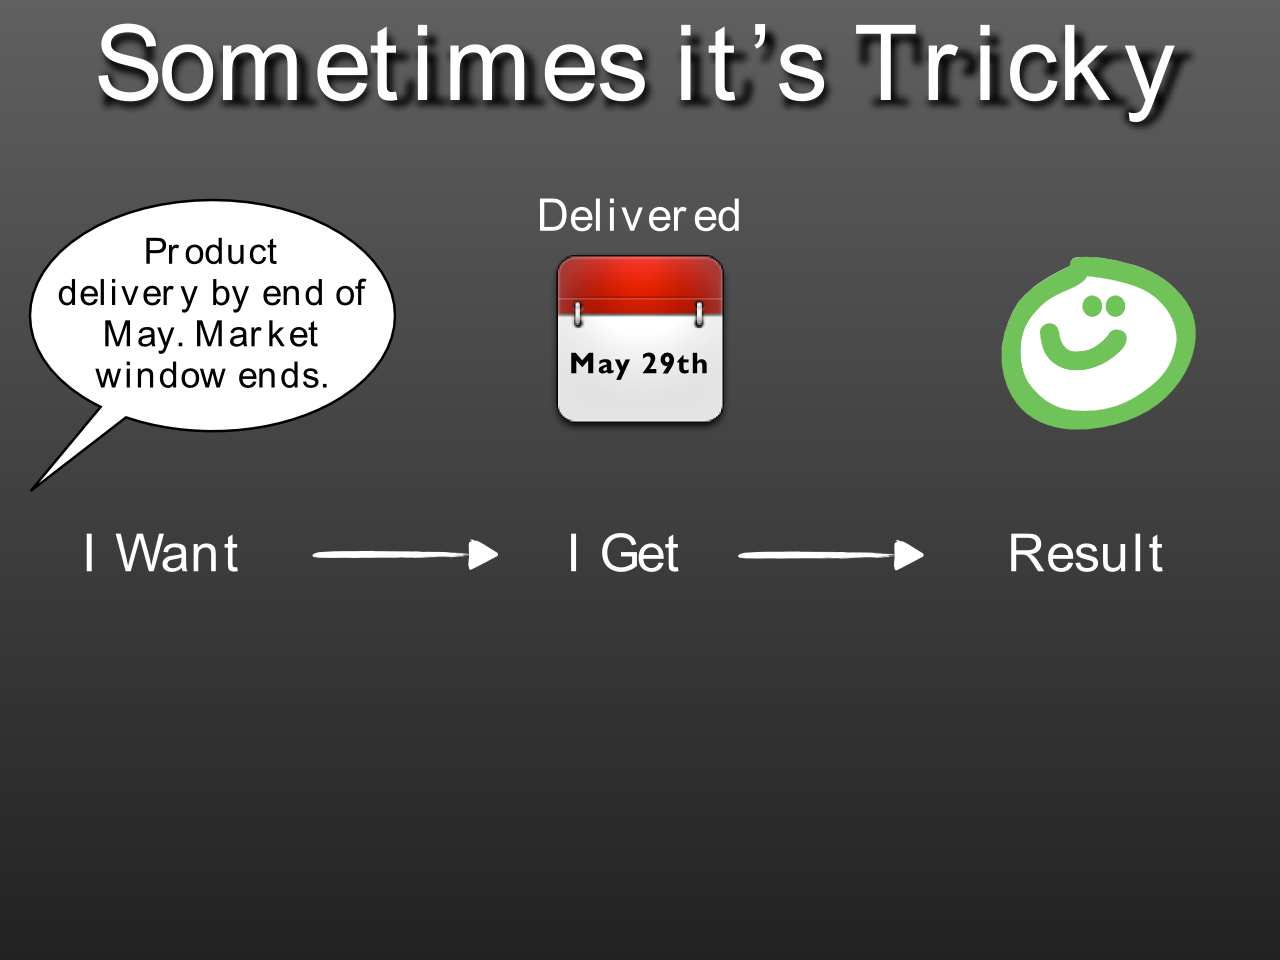 Sometimes it’s Tricky
Product
delivery by end of
May. Market
window ends.
Delivered
May 29th
I Want
I Get
Result